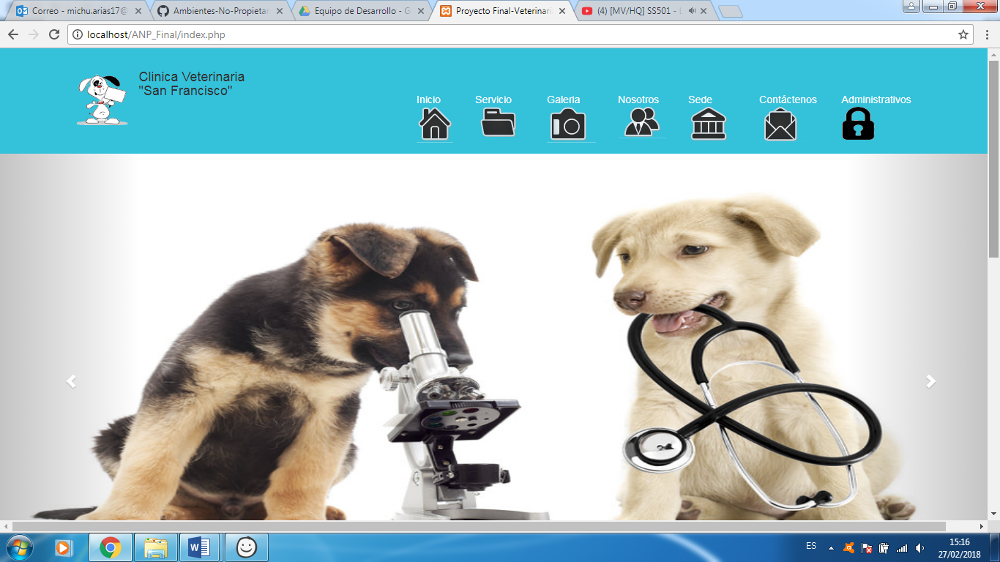 Correo - michu.arias17@
Ambientes-No-Propietar
Equipo de Desarrollo - G
Proyecto Final-Veterinari
(4) [MV/HQ] SS501 - L
localhost/ANP_Final/index.php
Clinica Veterinaria
"San Francisco"
Inicio
Servicio
Galeria
Nosotros
Sede
Contáctenos
Administrativos
ES
15:16
27/02/2018